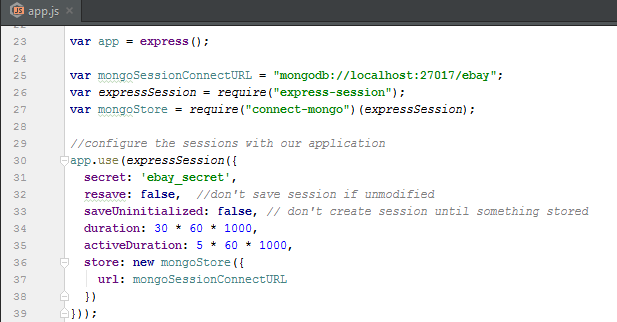 app.js
23 var app = express();
24
25 var mongoSessionConnectURL = "mongodb://localhost:27017/ebay";
26 var expressSession = require("express-session");
27 var mongoStore = require("connect-mongo")(expressSession);
28
29 //configure the sessions with our application
30 app.use(expressSession({
31 secret: 'ebay_secret',
32 resave: false, //don't save session if unmodified
33 saveUninitialized: false, // don't create session until something stored
34 duration: 30 * 60 * 1000,
35 activeDuration: 5 * 60 * 1000,
36 store: new mongoStore({
37 url: mongoSessionConnectURL
38 })
39 }));